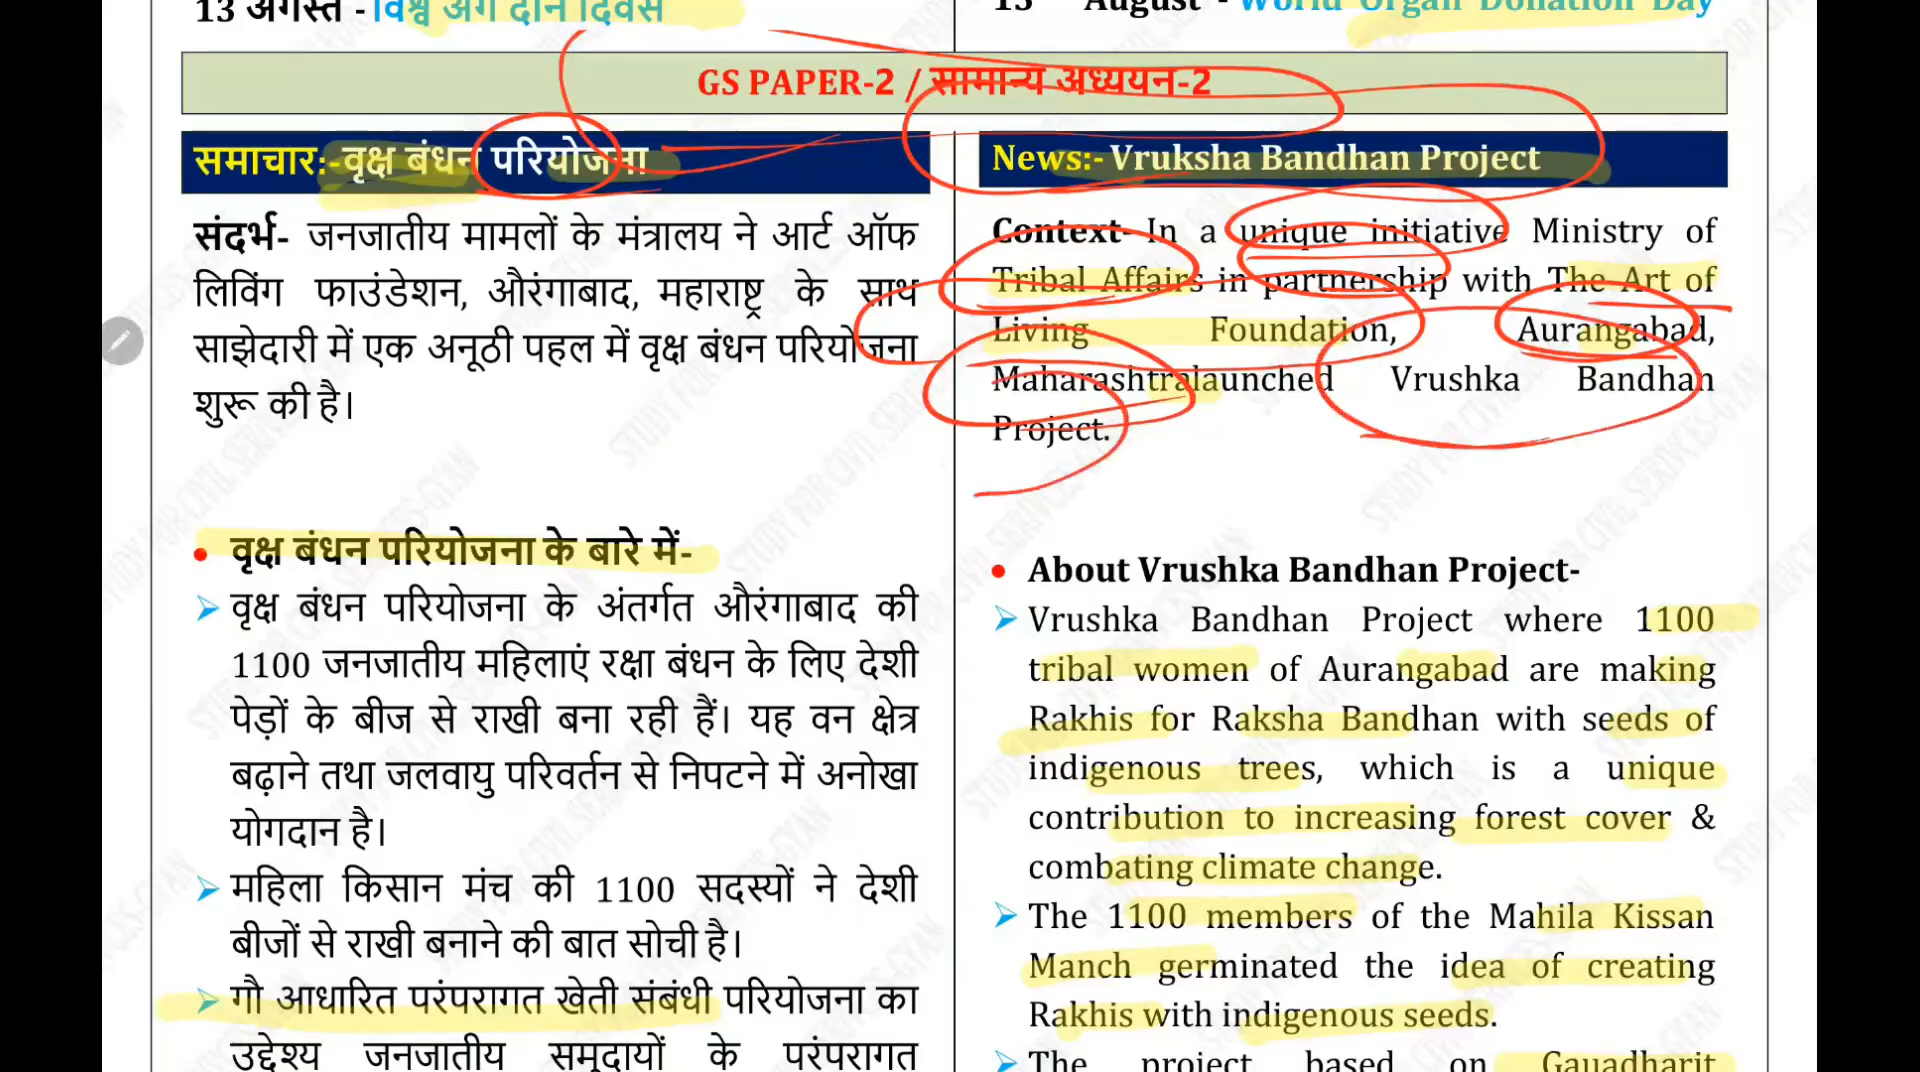 13 अगस्त - विश्व अंग दान दिवस
13 August - World Organ Donation Day
GS PAPER-2 / सामान्य अध्ययन-2
समाचार:-वृक्ष बंधन परियोजना
संदर्भ- जनजातीय मामलों के मंत्रालय ने आर्ट ऑफ
लिविंग फाउंडेशन, औरंगाबाद, महाराष्ट्र के साथ
साझेदारी में एक अनूठी पहल में वृक्ष बंधन परियोजना
शुरू की है।
• वृक्ष बंधन परियोजना के बारे में-
➢ वृक्ष बंधन परियोजना के अंतर्गत औरंगाबाद की
1100 जनजातीय महिलाएं रक्षा बंधन के लिए देशी
पेड़ों के बीज से राखी बना रही हैं। यह वन क्षेत्र
बढ़ाने तथा जलवायु परिवर्तन से निपटने में अनोखा
योगदान है।
➢ महिला किसान मंच की 1100 सदस्यों ने देशी
बीजों से राखी बनाने की बात सोची है।
➢ गौ आधारित परंपरागत खेती संबंधी परियोजना का
उद्देश्य जनजातीय समुदायों के परंपरागत
News:- Vruksha Bandhan Project
Context- In a unique initiative Ministry of
Tribal Affairs in partnership with The Art of
Living Foundation, Aurangabad,
Maharashtralaunched Vrushka Bandhan
Project.
• About Vrushka Bandhan Project-
➢ Vrushka Bandhan Project where 1100
tribal women of Aurangabad are making
Rakhis for Raksha Bandhan with seeds of
indigenous trees, which is a unique
contribution to increasing forest cover &
combating climate change.
➢ The 1100 members of the Mahila Kissan
Manch germinated the idea of creating
Rakhis with indigenous seeds.
➢ The project based on Gauadharit